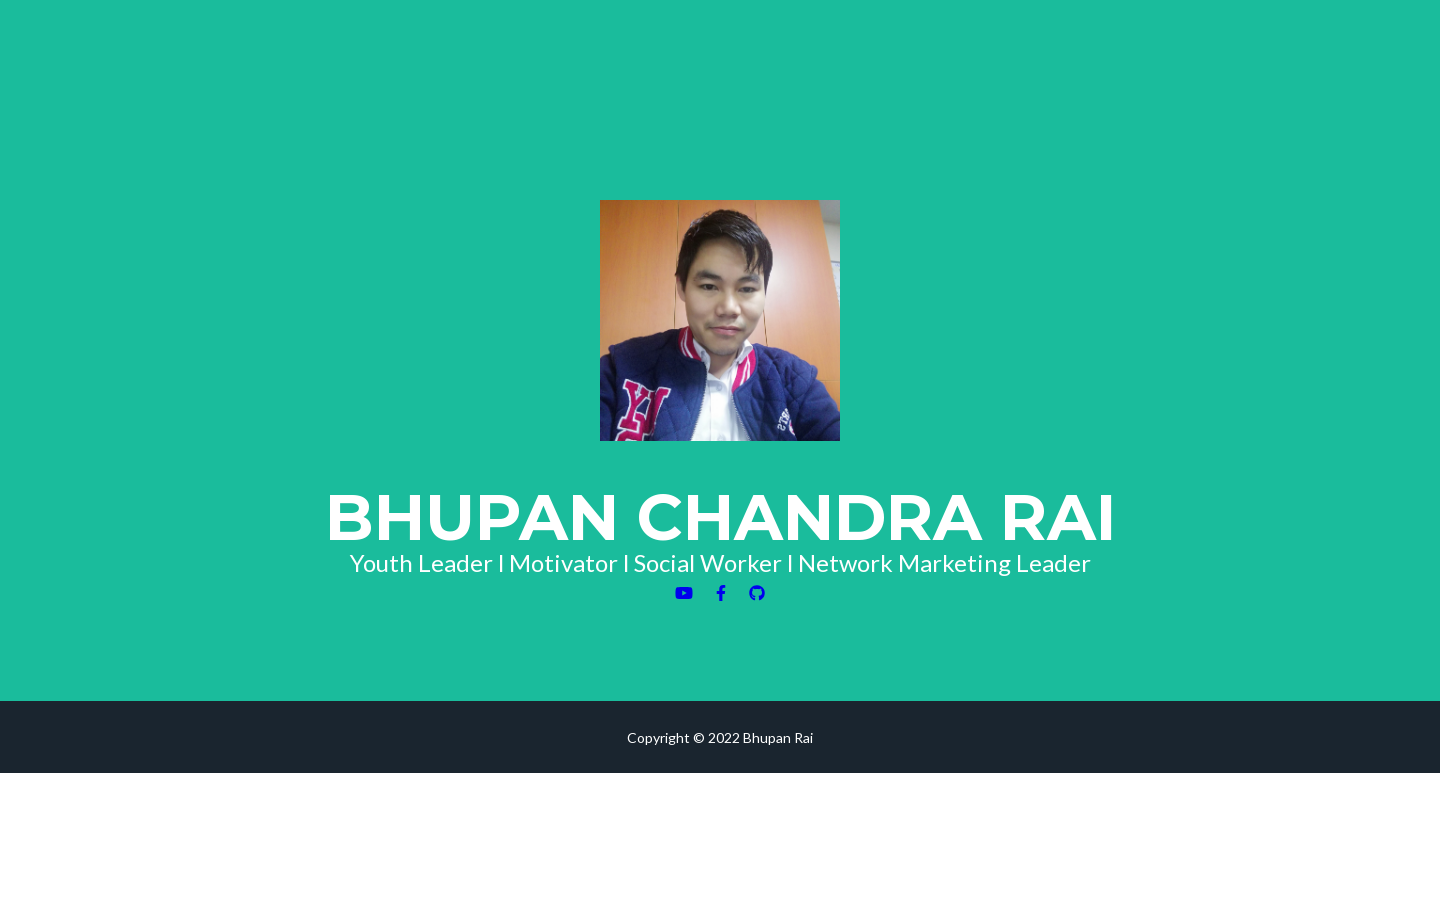 BHUPAN CHANDRA RAI
Youth Leader l Motivator l Social Worker l Network Marketing Leader
Copyright © 2022 Bhupan Rai